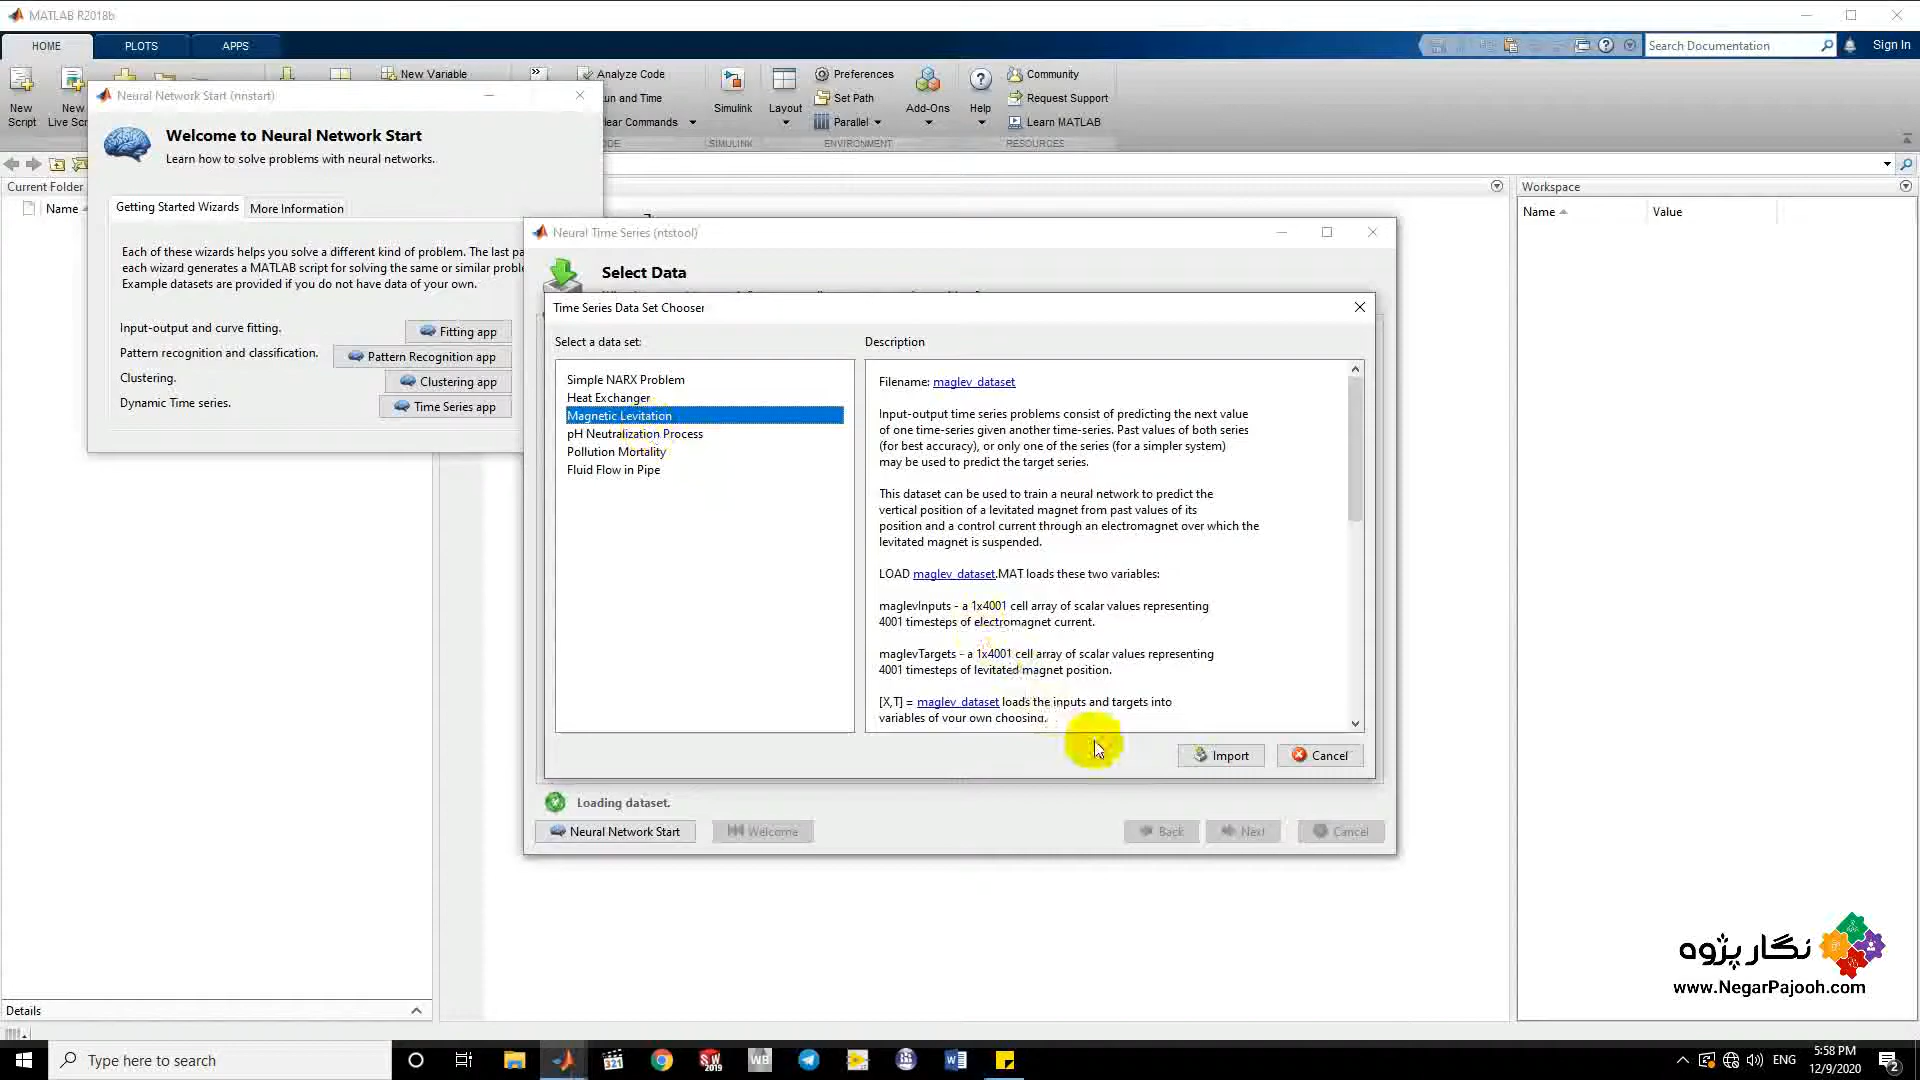 MATLAB R2018b
HOME
PLOTS
APPS
Search Documentation
Sign In
New Script
New
Live Scr
New Variable
Analyze Code
un and Time
lear Commands
Simulink
Layout
Preferences
Set Path
Parallel
Add-Ons
Help
Community
Request Support
Learn MATLAB
DE
SIMULINK
ENVIRONMENT
RESOURCES
Current Folder
Name
Workspace
Name
Value
Neural Network Start (nnstart)
Welcome to Neural Network Start
Learn how to solve problems with neural networks.
Getting Started Wizards
More Information
Each of these wizards helps you solve a different kind of problem. The last pa
each wizard generates a MATLAB script for solving the same or similar proble
Example datasets are provided if you do not have data of your own.
Input-output and curve fitting.
Fitting app
Pattern recognition and classification.
Pattern Recognition app
Clustering.
Clustering app
Dynamic Time series.
Time Series app
Neural Time Series (ntstool)
Select Data
Time Series Data Set Chooser
Select a data set:
Simple NARX Problem
Heat Exchanger
Magnetic Levitation
pH Neutralization Process
Pollution Mortality
Fluid Flow in Pipe
Description
Filename: maglev_dataset
Input-output time series problems consist of predicting the next value
of one time-series given another time-series. Past values of both series
(for best accuracy), or only one of the series (for a simpler system)
may be used to predict the target series.
This dataset can be used to train a neural network to predict the
vertical position of a levitated magnet from past values of its
position and a control current through an electromagnet over which the
levitated magnet is suspended.
LOAD maglev_dataset.MAT loads these two variables:
maglevInputs - a 1x4001 cell array of scalar values representing
4001 timesteps of electromagnet current.
maglevTargets - a 1x4001 cell array of scalar values representing
4001 timesteps of levitated magnet position.
[X,T] = maglev_dataset loads the inputs and targets into
variables of your own choosing.
Import
Cancel
Loading dataset.
Neural Network Start
Welcome
Back
Next
Cancel
نگار پژوه
www.NegarPajooh.com
Details
Type here to search
321
SW
2019
WB
ENG
5:58 PM
12/9/2020
2